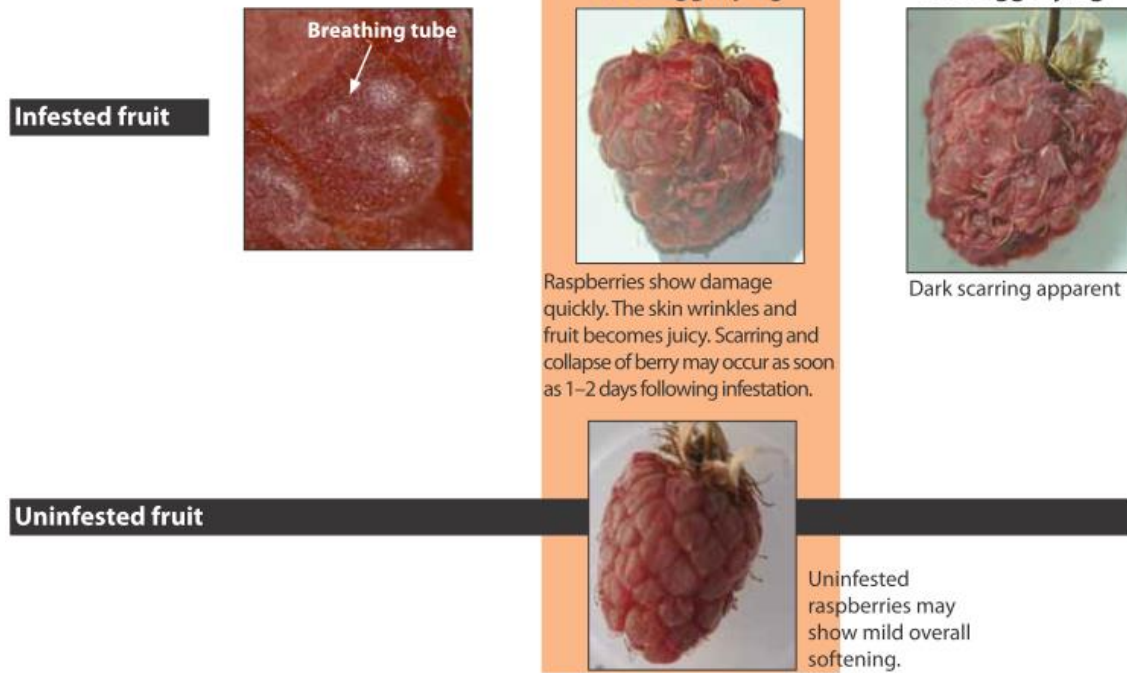 Breathing tube
Infested fruit
Raspberries show damage
quickly. The skin wrinkles and
fruit becomes juicy. Scarring and
collapse of berry may occur as soon
as 1–2 days following infestation.
Dark scarring apparent
Uninfested fruit
Uninfested
raspberries may
show mild overall
softening.